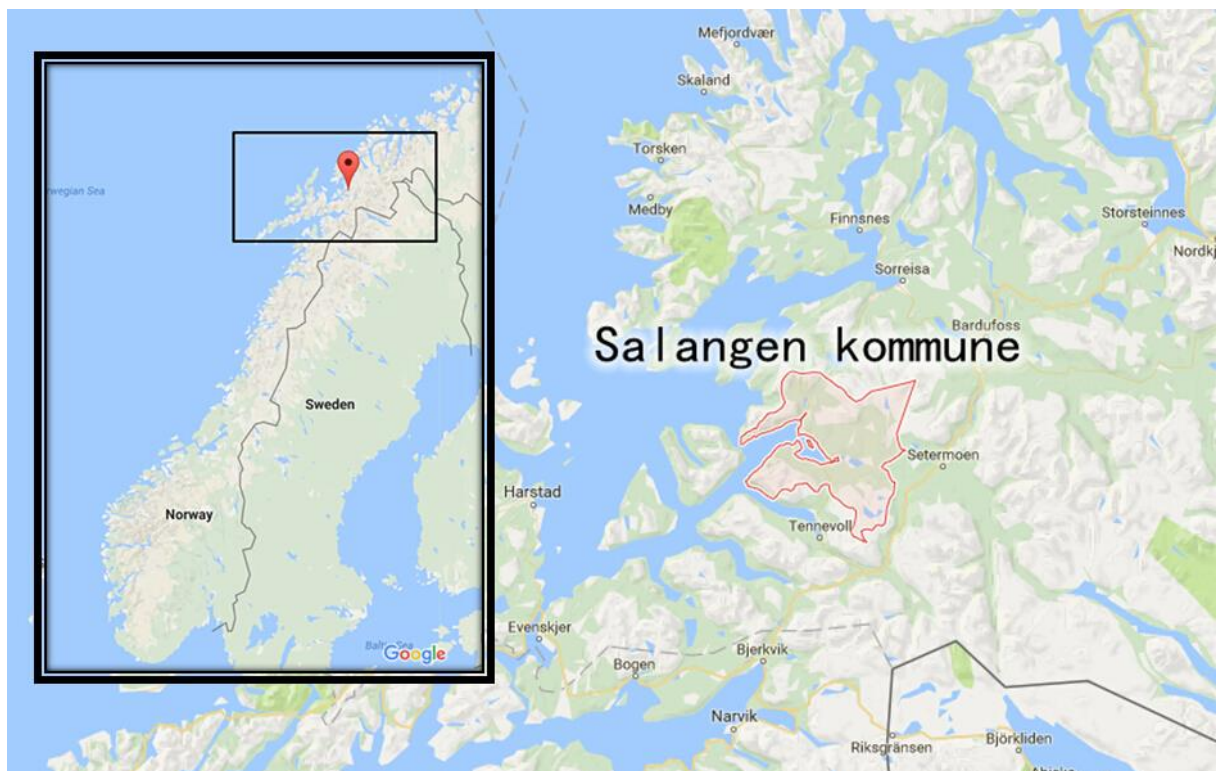 Mefjordvær
Skaland
Torsken
Medby
Finnsnes
Storsteinnes
Sorreisa
Bardufoss
Salangen kommune
Setermoen
Harstad
Tennevoll
Evenskjer
Bogen
Bjerkvik
Narvik
Riksgränsen
Björkliden
wegian Sea
Sweden
Norway
Google